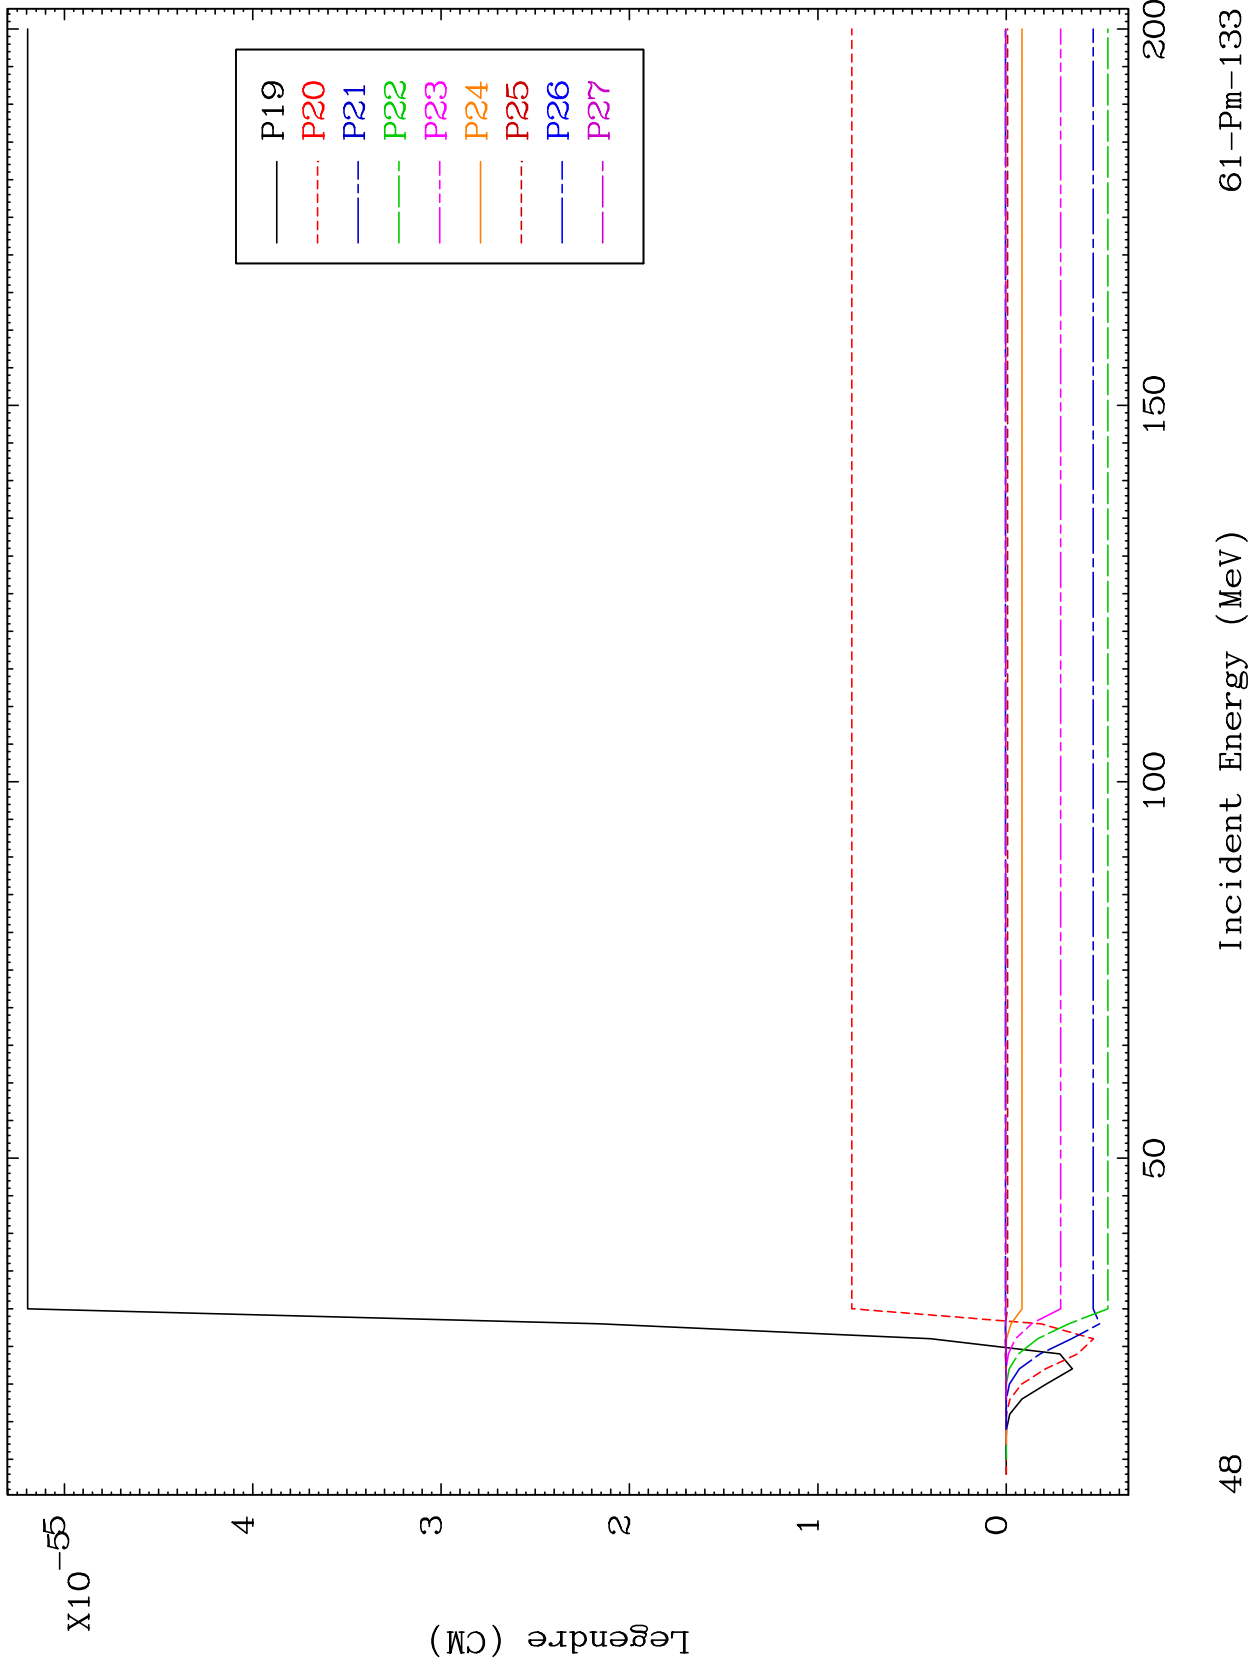 X10⁻⁵
5
4
3
2
1
0
Legendre (CM)
P19
P20
P21
P22
P23
P24
P25
P26
P27
50
100
150
200
48
Incident Energy (MeV)
61-Pm-133